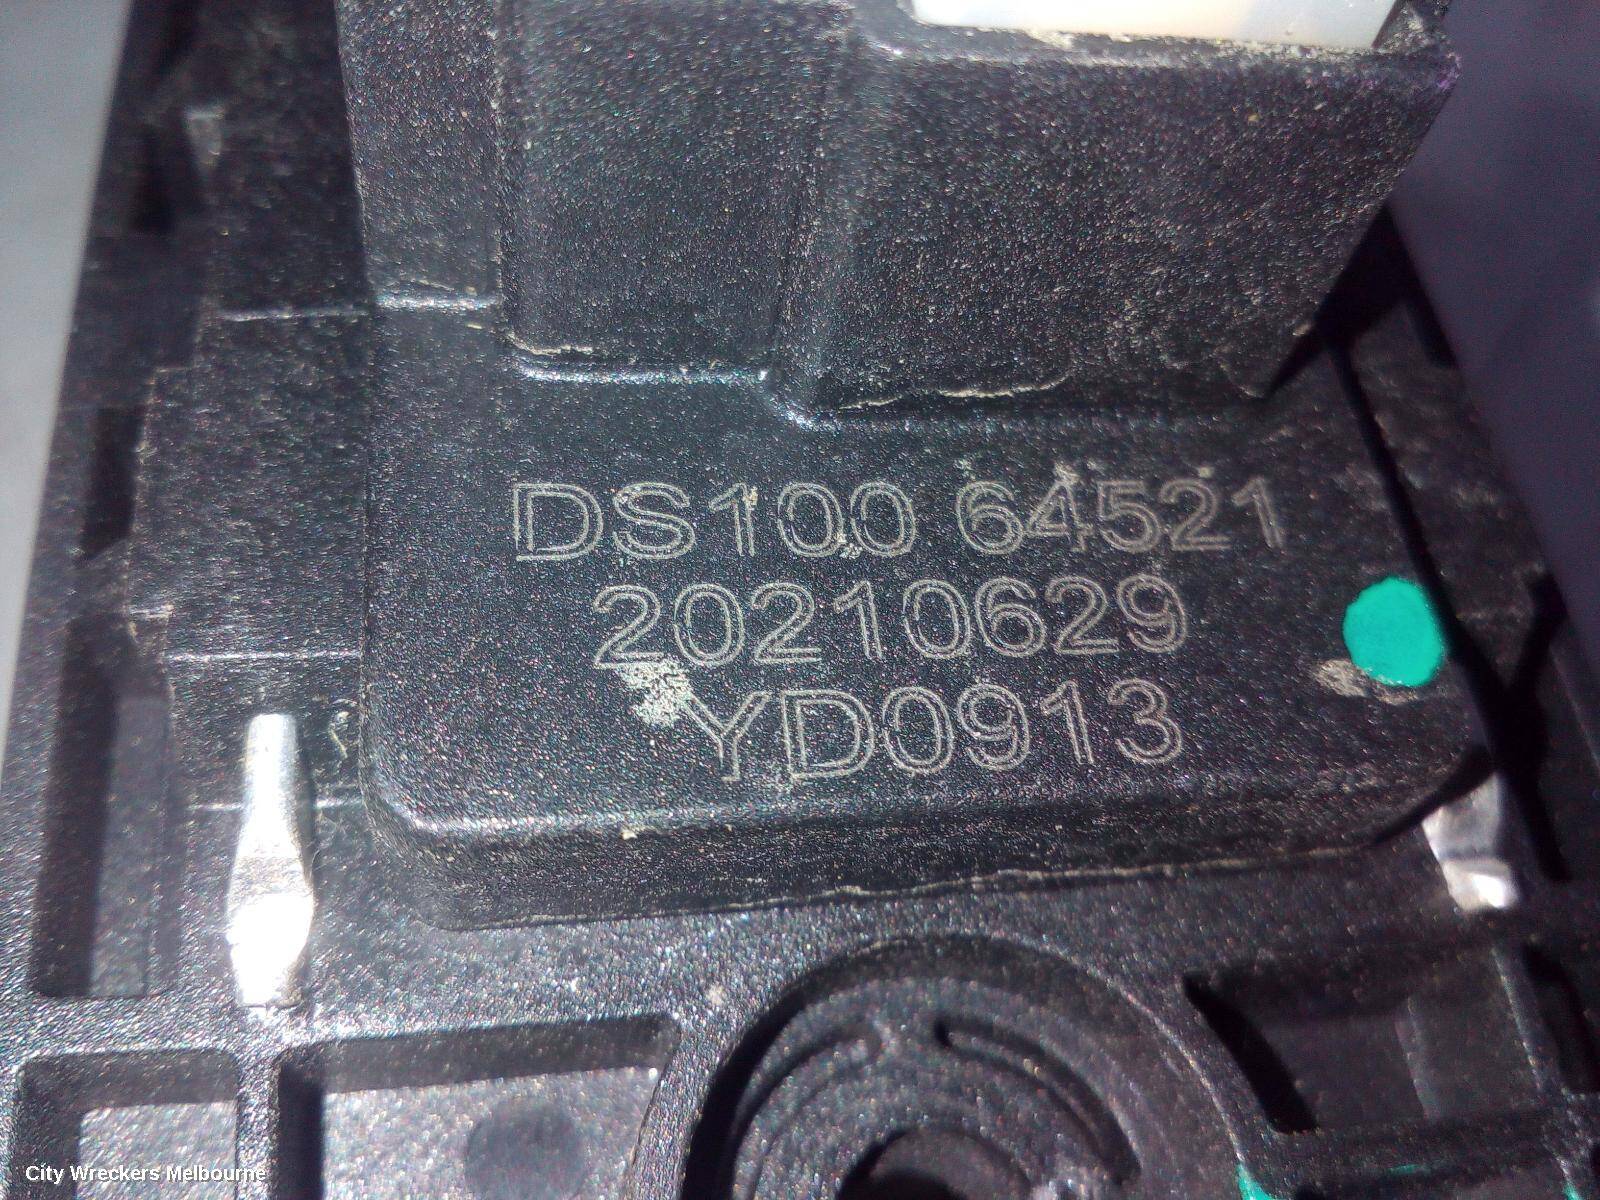 DS100 64521
20210629
YD0913
City Wreckers Melbourne